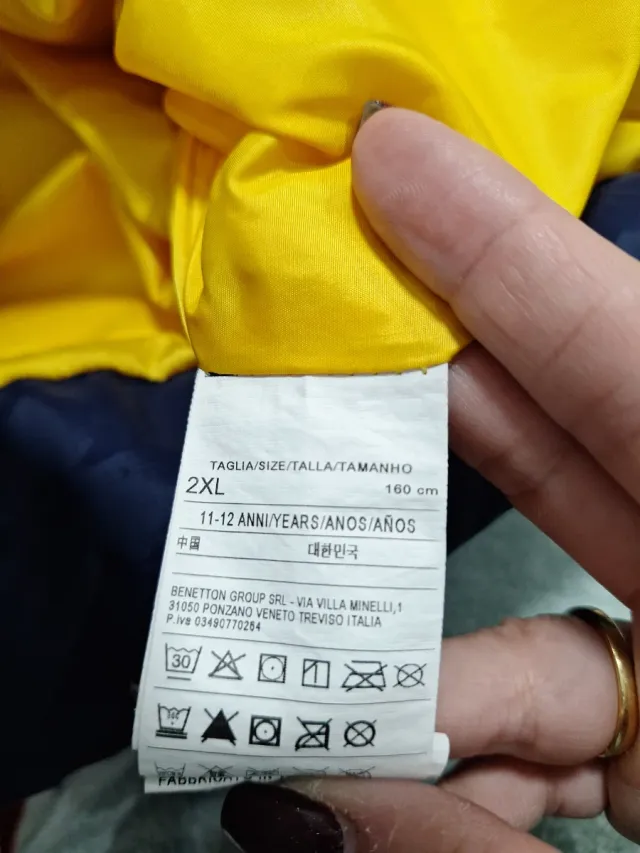 TAGLIA/SIZE/TALLA/TAMANHO
2XL 160 cm
11-12 ANNI/YEARS/ANOS/AÑOS
中国 대한민국
BENETTON GROUP SRL - VIA VILLA MINELLI,1
31050 PONZANO VENETO TREVISO ITALIA
P.iva 03490770264
30